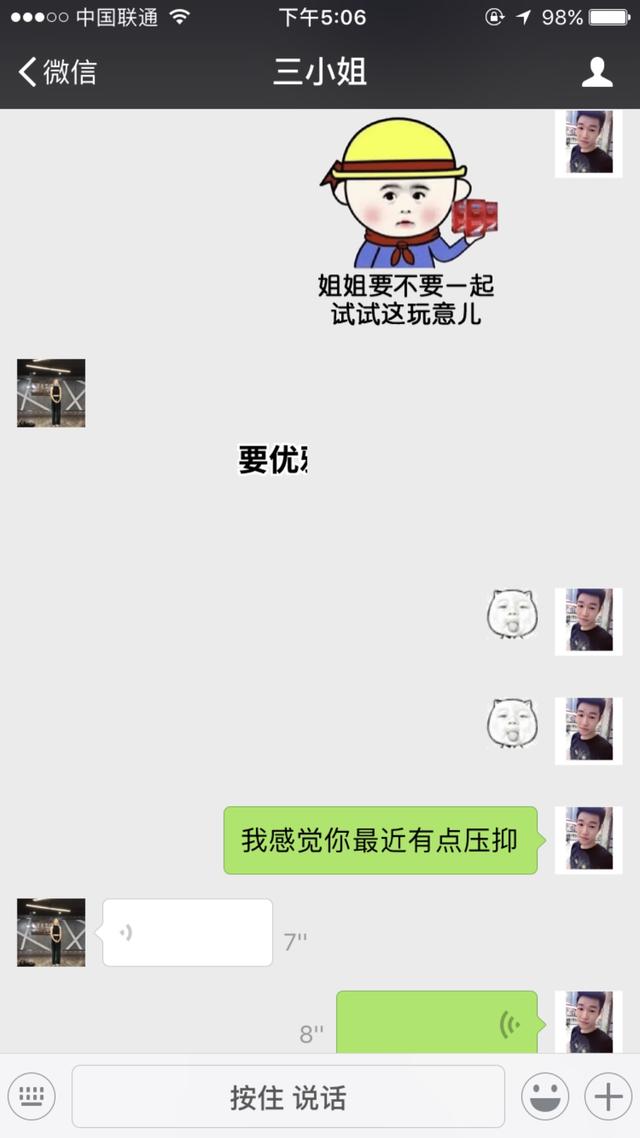 中国联通
下午5:06
98%
微信
三小姐
姐姐要不要一起
试试这玩意儿
要优
我感觉你最近有点压抑
7''
8''
按住 说话